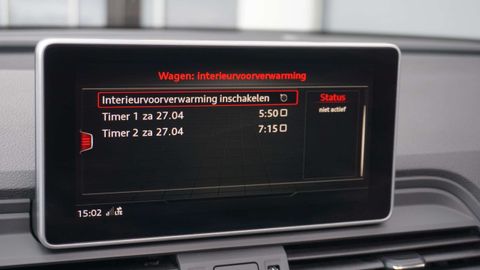 Wagen: interieurvoorverwarming
Interieurvoorverwarming inschakelen
Status
niet actief
Timer 1 za 27.04 5:50
Timer 2 za 27.04 7:15
15:02 LTE